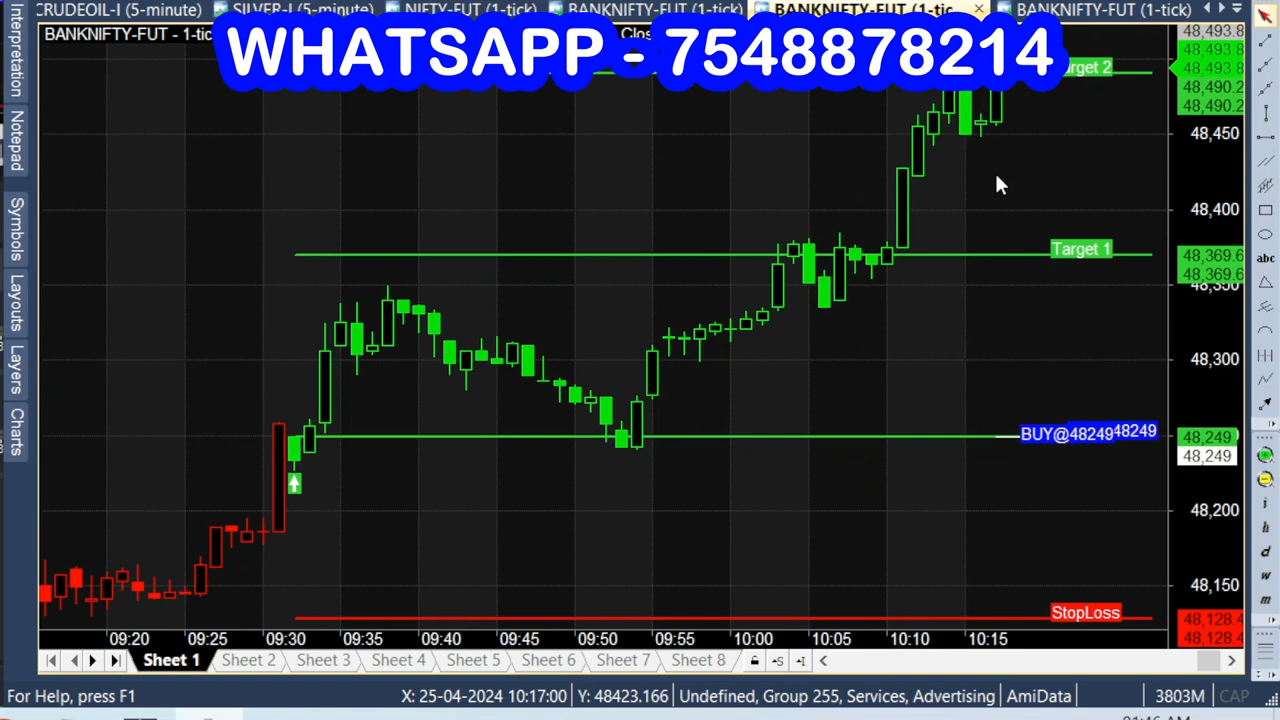 CRUDEOIL-I (5-minute) SILVER-I (5-minute) NIFTY-FUT (1-tick) BANKNIFTY-FUT (1-tick) BANKNIFTY-FUT (1-tic BANKNIFTY-FUT (1-tick)
BANKNIFTY-FUT - 1-tic
WHATSAPP - 7548878214
Interpretation
Notepad
Symbols
Layouts
Layers
Charts
Target 2
48,493.8
48,493.8
48,493.8
48,490.2
48,490.2
48,450
48,400
Target 1
48,369.6
48,369.6
48,300
BUY@48249 48249
48,249
48,249
48,200
48,150
StopLoss
48,128.4
48,128.4
abc
i
h
d
w
m
09:20 09:25 09:30 09:35 09:40 09:45 09:50 09:55 10:00 10:05 10:10 10:15
Sheet 1 Sheet 2 Sheet 3 Sheet 4 Sheet 5 Sheet 6 Sheet 7 Sheet 8
For Help, press F1 X: 25-04-2024 10:17:00 Y: 48423.166 Undefined, Group 255, Services, Advertising AmiData 3803M CAP